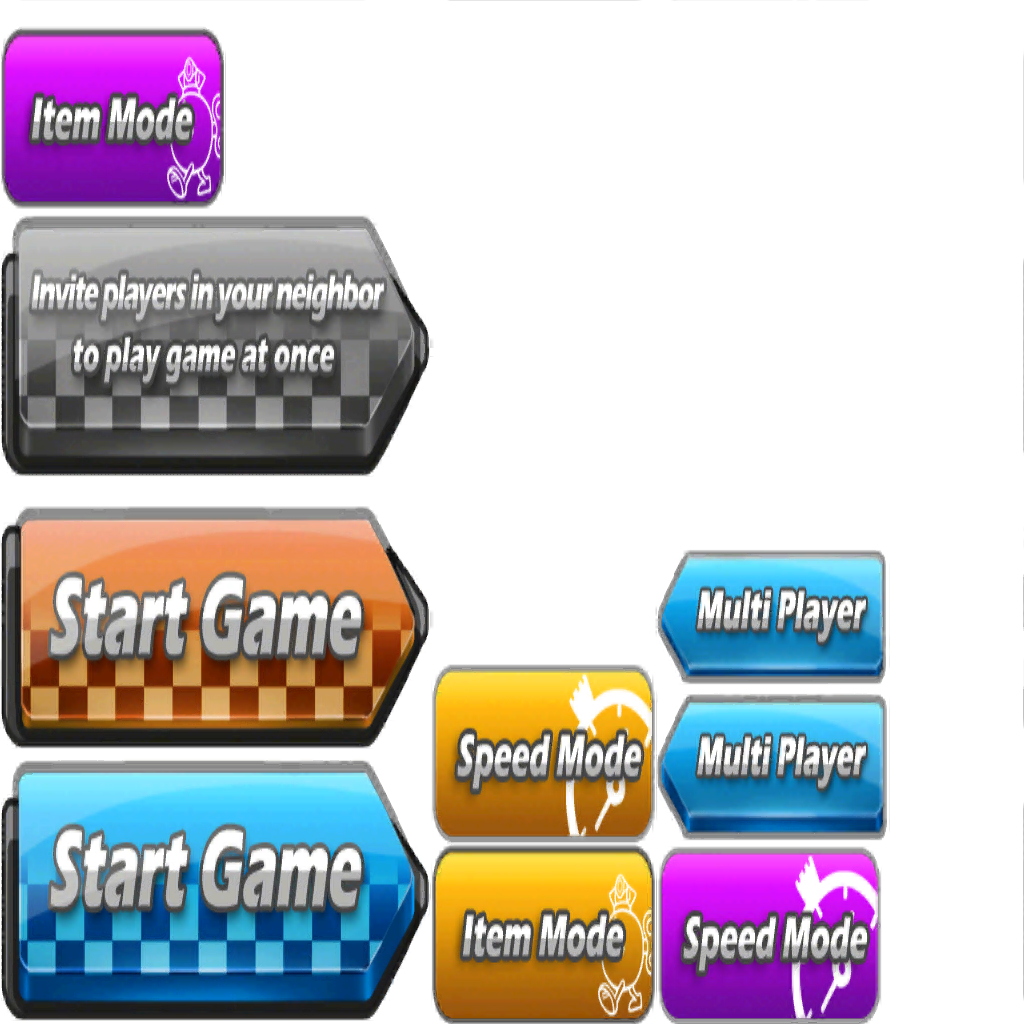 Item Mode
Invite players in your neighbor
to play game at once
Start Game
Multi Player
Speed Mode
Multi Player
Start Game
Item Mode
Speed Mode